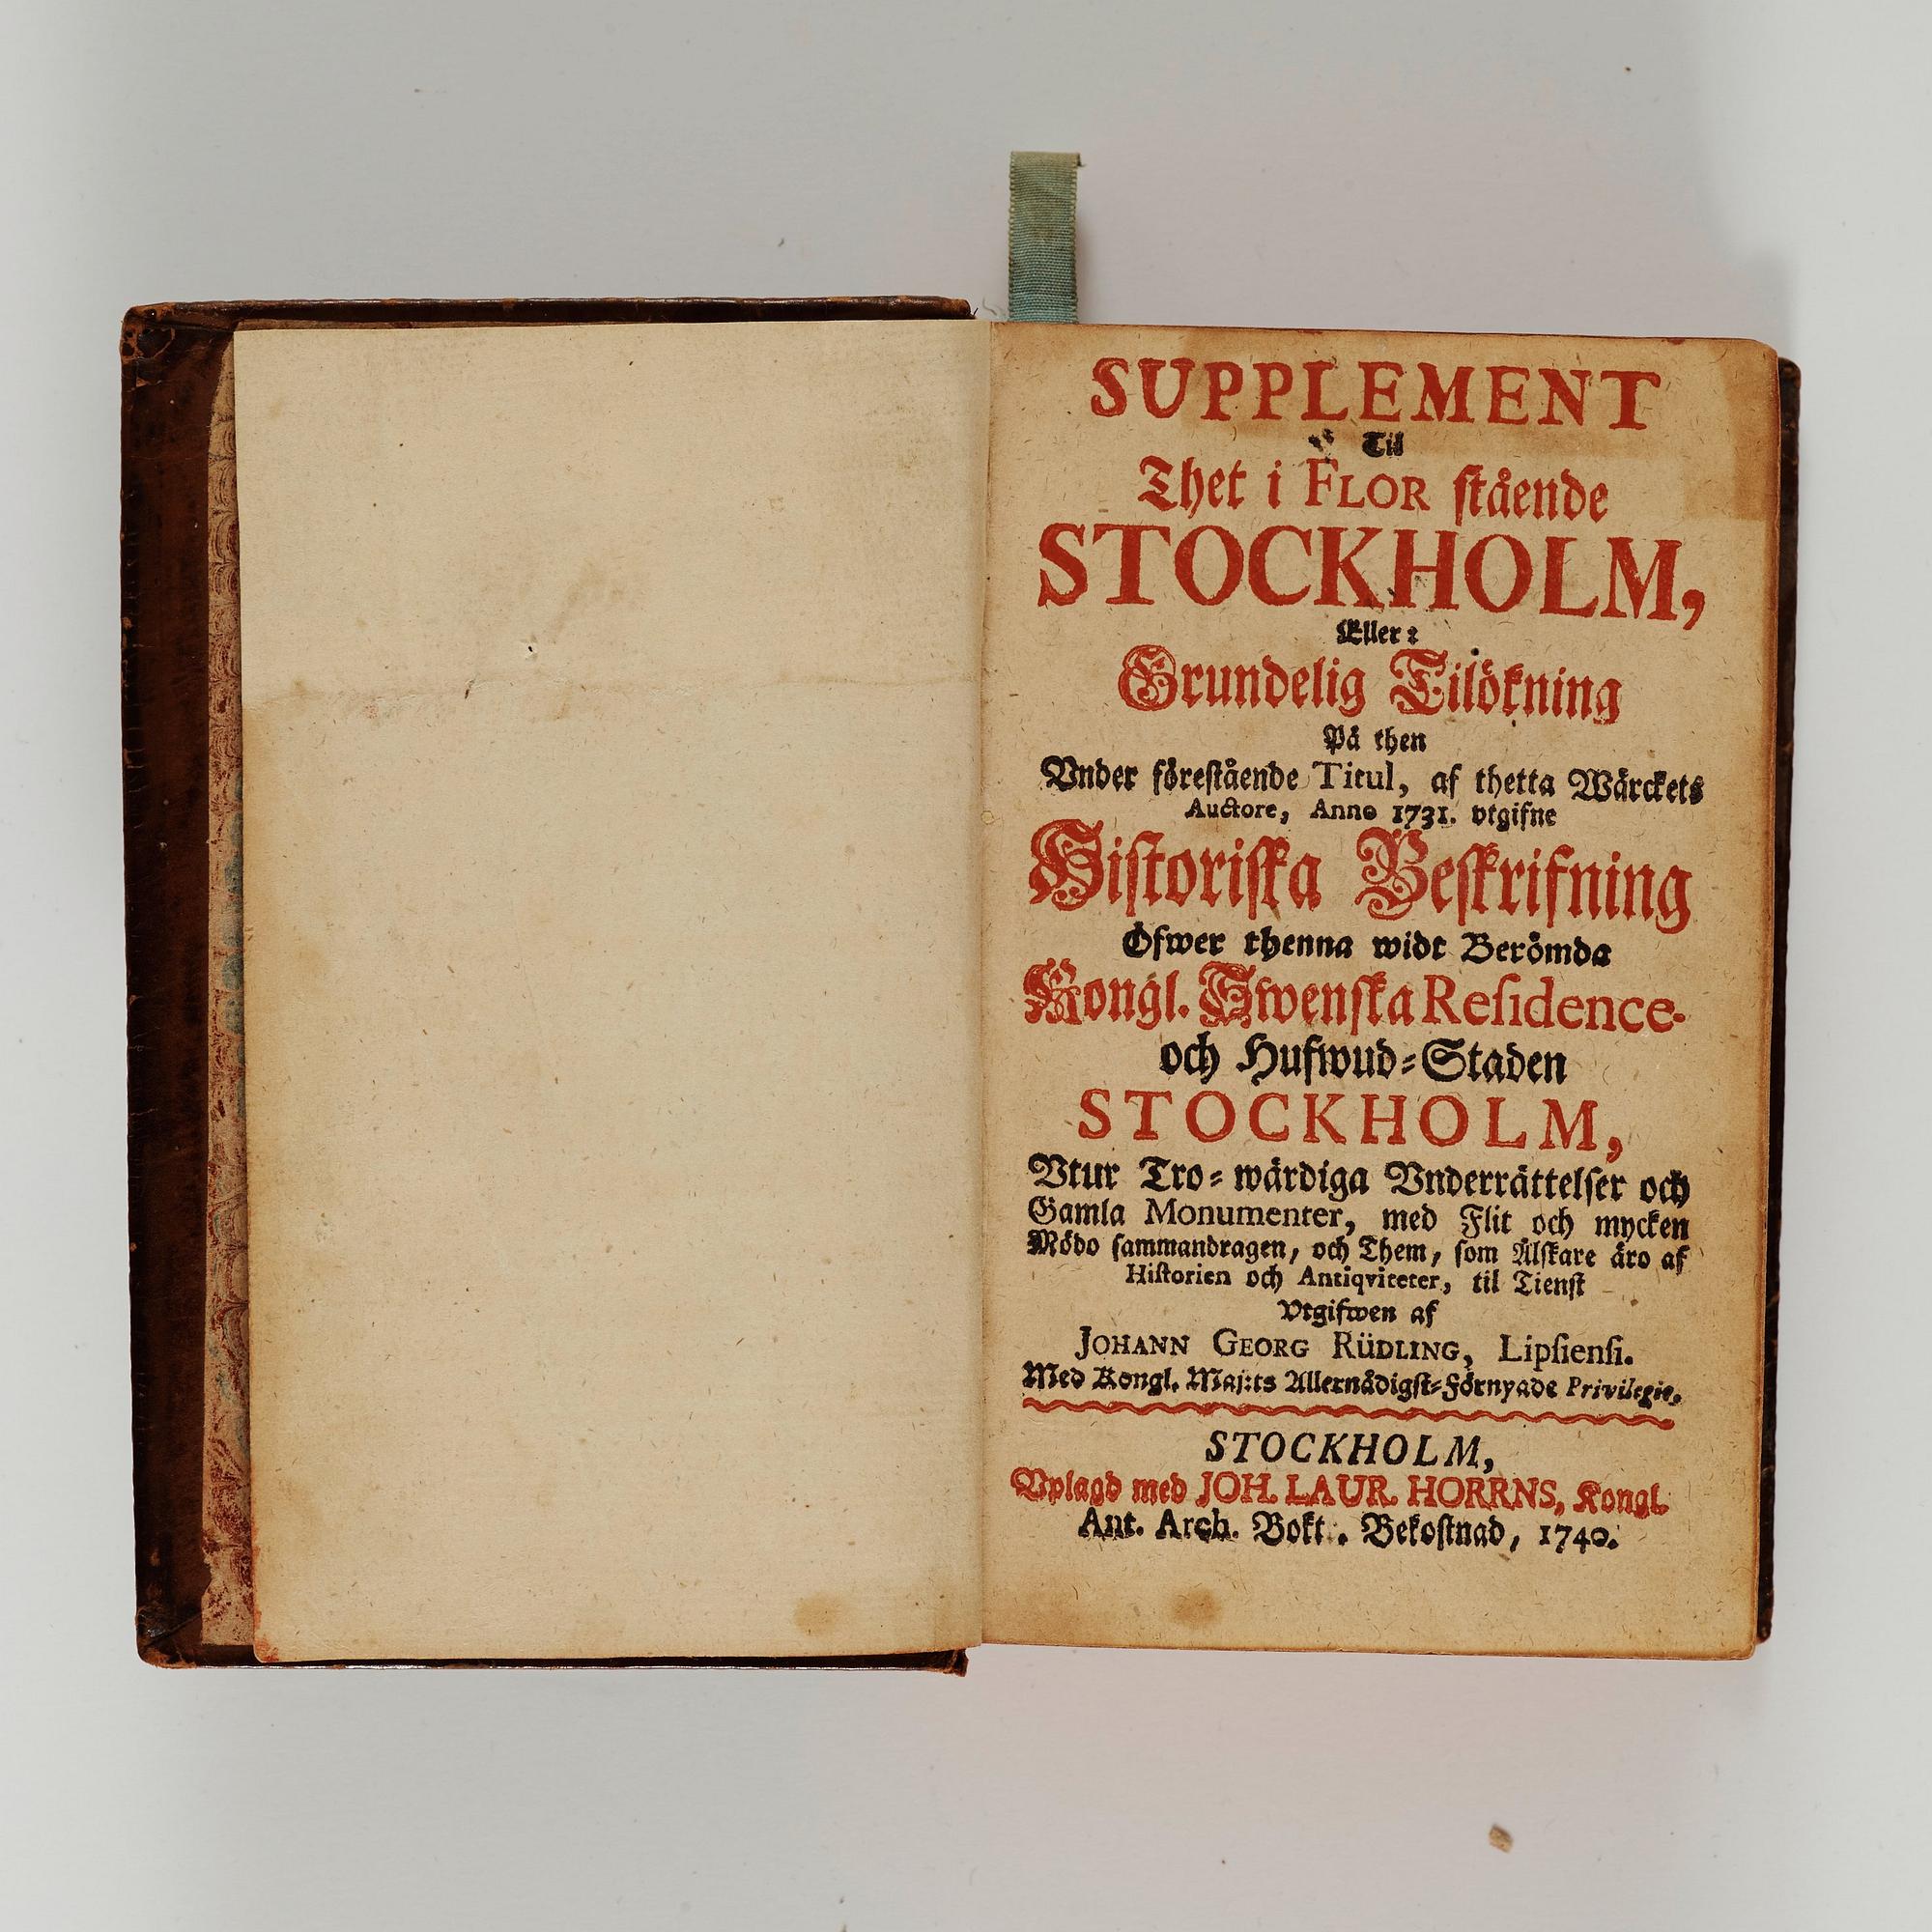 SUPPLEMENT
Til
Thet i FLOR stående
STOCKHOLM,
Eller:
Grundelig Tilökning
På then
Vnder förestående Titul, af thetta Wärckets
Auctore, Anno 1731. vtgifne
Historiska Beskrifning
Öfwer thenna widt Berömda
Kongl. Swenska Residence-
och Hufwud-Staden
STOCKHOLM,
Vtur Tro-wärdiga Vnderrättelser och
Gamla Monumenter, med Flit och mycken
Mödo sammandragen, och Them, som Älskare äro af
Historien och Antiqviteter, til Tienst
Vtgifwen af
JOHANN GEORG RÜDLING, Lipsiensi.
Med Kongl. Maj:ts Allernådigst-Förnyade Privilegio.
STOCKHOLM,
Vplagd med JOH. LAUR. HORRNS, Kongl.
Ant. Arch. Bokt.. Bekostnad, 1740.